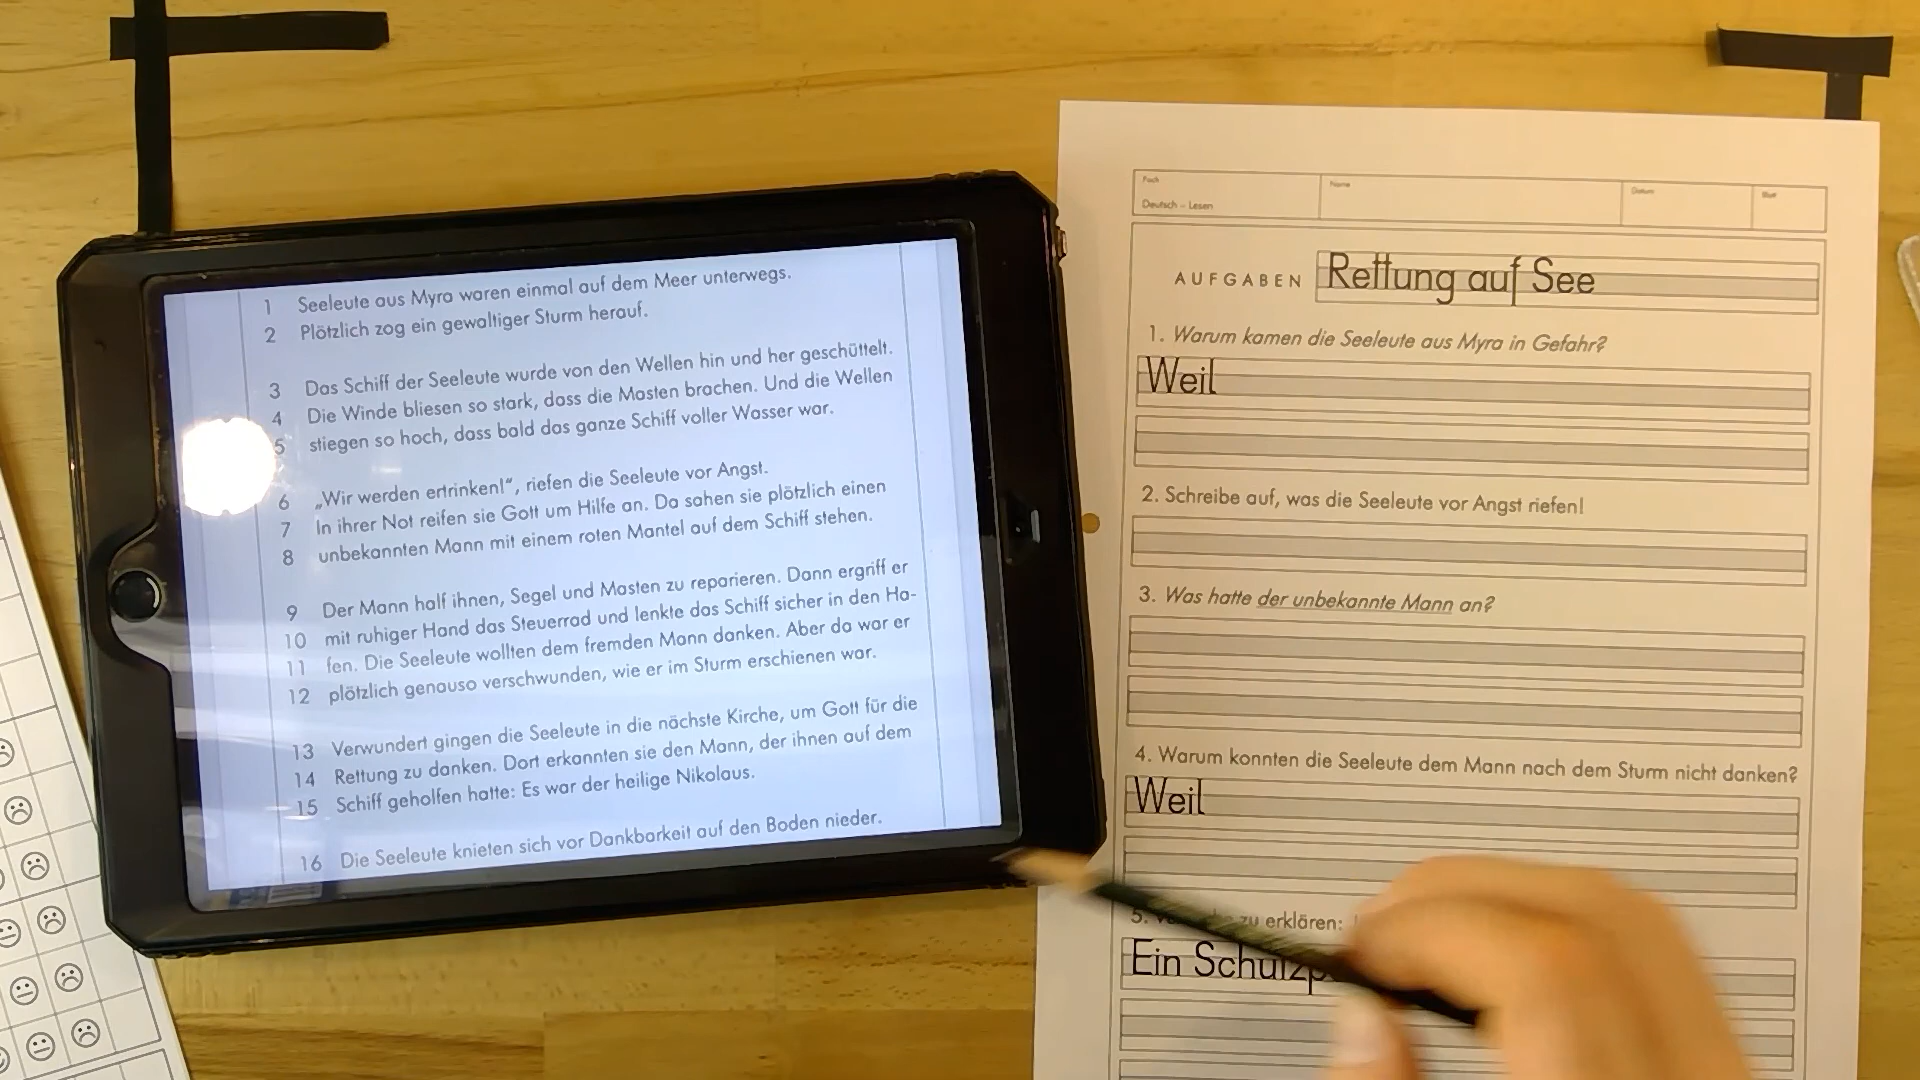 1 Seeleute aus Myra waren einmal auf dem Meer unterwegs.
2 Plötzlich zog ein gewaltiger Sturm herauf.
3 Das Schiff der Seeleute wurde von den Wellen hin und her geschüttelt.
4 Die Winde bliesen so stark, dass die Masten brachen. Und die Wellen
5 stiegen so hoch, dass bald das ganze Schiff voller Wasser war.
6 „Wir werden ertrinken!“, riefen die Seeleute vor Angst.
7 In ihrer Not reifen sie Gott um Hilfe an. Da sahen sie plötzlich einen
8 unbekannten Mann mit einem roten Mantel auf dem Schiff stehen.
9 Der Mann half ihnen, Segel und Masten zu reparieren. Dann ergriff er
10 mit ruhiger Hand das Steuerrad und lenkte das Schiff sicher in den Ha-
11 fen. Die Seeleute wollten dem fremden Mann danken. Aber da war er
12 plötzlich genauso verschwunden, wie er im Sturm erschienen war.
13 Verwundert gingen die Seeleute in die nächste Kirche, um Gott für die
14 Rettung zu danken. Dort erkannten sie den Mann, der ihnen auf dem
15 Schiff geholfen hatte: Es war der heilige Nikolaus.
16 Die Seeleute knieten sich vor Dankbarkeit auf den Boden nieder.
Fach Name Datum Blatt
Deutsch – Lesen
AUFGABEN Rettung auf See
1. Warum kamen die Seeleute aus Myra in Gefahr?
Weil
2. Schreibe auf, was die Seeleute vor Angst riefen!
3. Was hatte der unbekannte Mann an?
4. Warum konnten die Seeleute dem Mann nach dem Sturm nicht danken?
Weil
5. zu erklären:
Ein